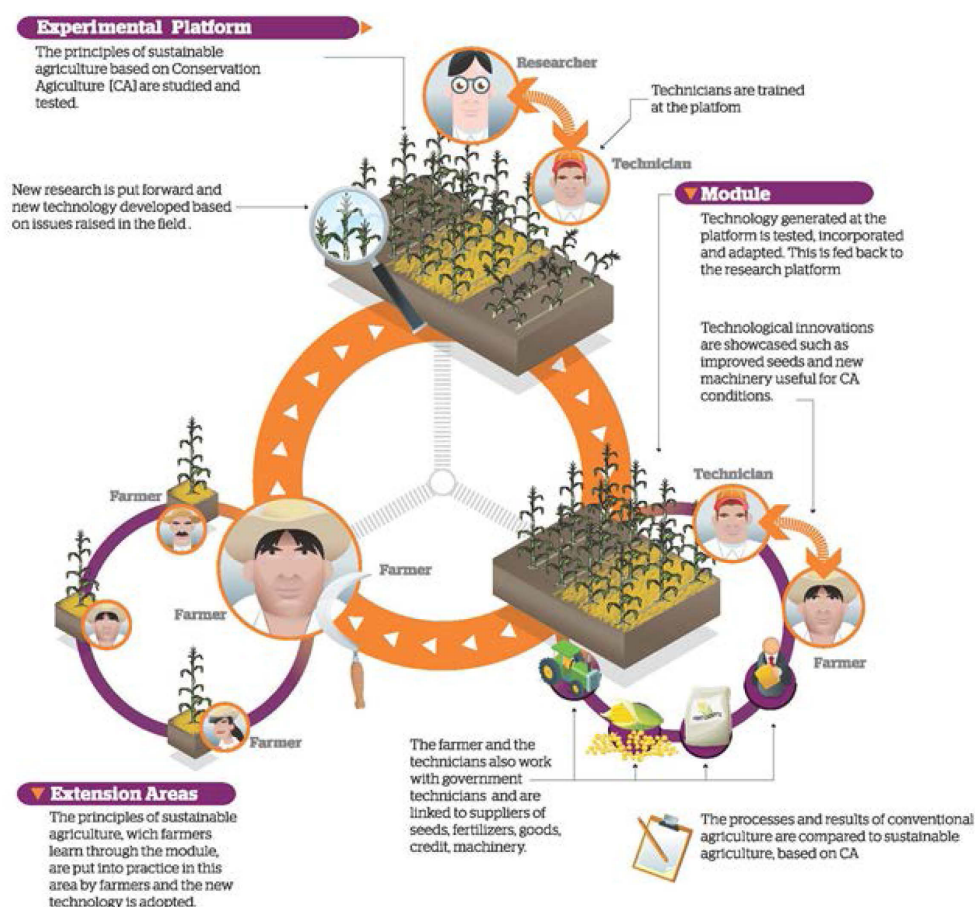 Experimental Platform
The principles of sustainable
agriculture based on Conservation
Agiculture [CA] are studied and
tested.
Researcher
Technicians are trained
at the platfom
Technician
New research is put forward and
new technology developed based
on issues raised in the field .
Module
Technology generated at the
platform is tested, incorporated
and adapted. This is fed back to
the research platform
Technological innovations
are showcased such as
improved seeds and new
machinery useful for CA
conditions.
Technician
Farmer
Farmer
Farmer
Farmer
Farmer
Farmer
The farmer and the
technicians also work
with government
technicians and are
linked to suppliers of
seeds, fertilizers, goods,
credit, machinery.
Extension Areas
The principles of sustainable
agriculture, wich farmers
learn through the module,
are put into practice in this
area by farmers and the new
technology is adopted.
The processes and results of conventional
agriculture are compared to sustainable
agriculture, based on CA